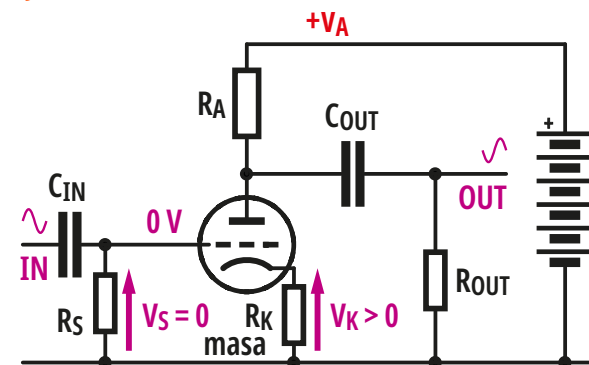 +VA
RA
COUT
+
CIN
0 V
OUT
IN
RS
VS = 0
RK
VK > 0
ROUT
masa